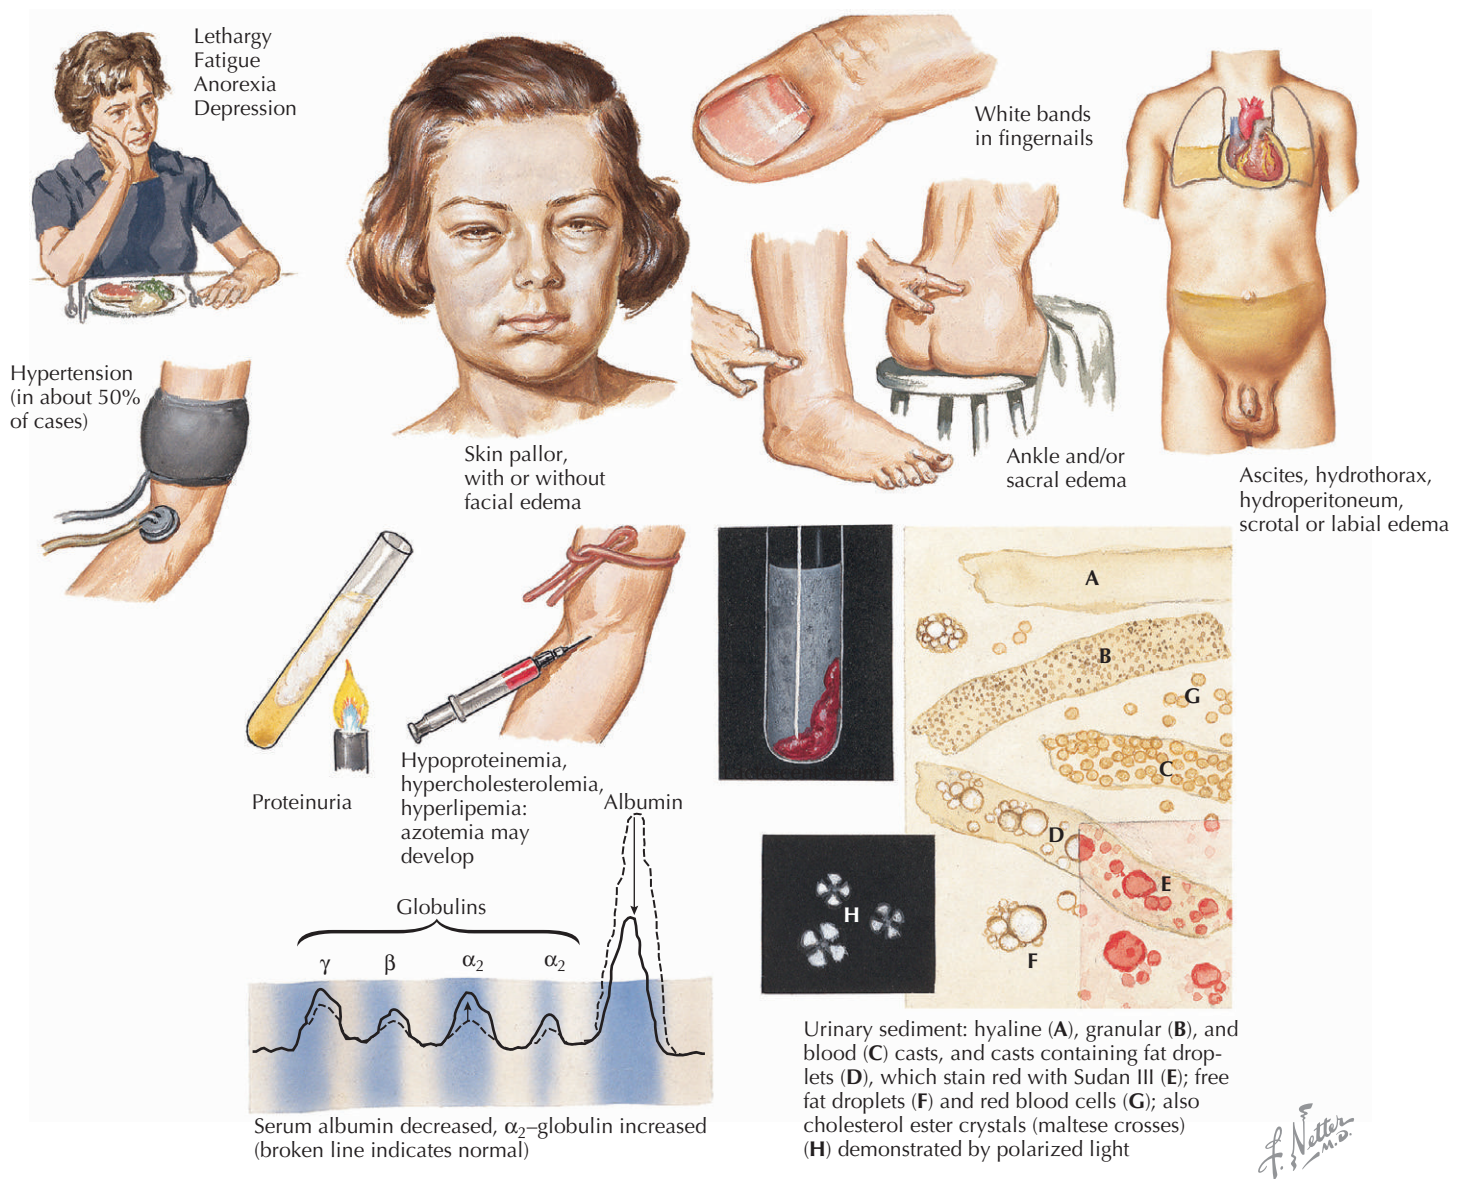 Lethargy
Fatigue
Anorexia
Depression
White bands
in fingernails
Hypertension
(in about 50%
of cases)
Skin pallor,
with or without
facial edema
Ankle and/or
sacral edema
Ascites, hydrothorax,
hydroperitoneum,
scrotal or labial edema
Proteinuria
Hypoproteinemia,
hypercholesterolemia,
hyperlipemia:
azotemia may
develop
Albumin
Globulins
γ β α₂ α₂
Serum albumin decreased, α₂–globulin increased
(broken line indicates normal)
A
B
G
C
D
E
F
H
Urinary sediment: hyaline (A), granular (B), and
blood (C) casts, and casts containing fat drop-
lets (D), which stain red with Sudan III (E); free
fat droplets (F) and red blood cells (G); also
cholesterol ester crystals (maltese crosses)
(H) demonstrated by polarized light
F. Netter
M.D.